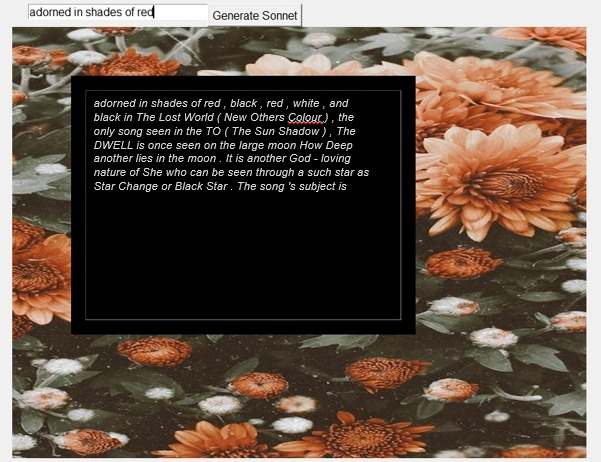 adorned in shades of red
Generate Sonnet
adorned in shades of red , black , red , white , and
black in The Lost World ( New Others Colour ) , the
only song seen in the TO ( The Sun Shadow ) , The
DWELL is once seen on the large moon How Deep
another lies in the moon . It is another God - loving
nature of She who can be seen through a such star as
Star Change or Black Star . The song 's subject is